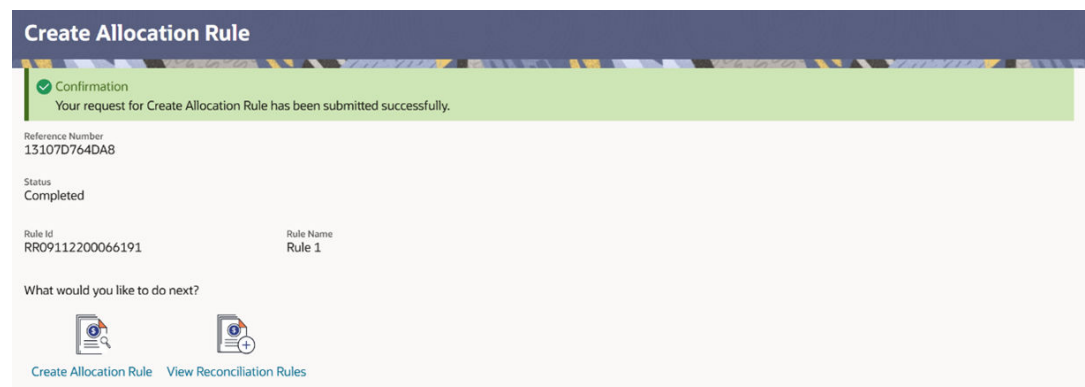 Create Allocation Rule
Confirmation
Your request for Create Allocation Rule has been submitted successfully.
Reference Number
13107D764DA8
Status
Completed
Rule Id
RR09112200066191
Rule Name
Rule 1
What would you like to do next?
Create Allocation Rule
View Reconciliation Rules